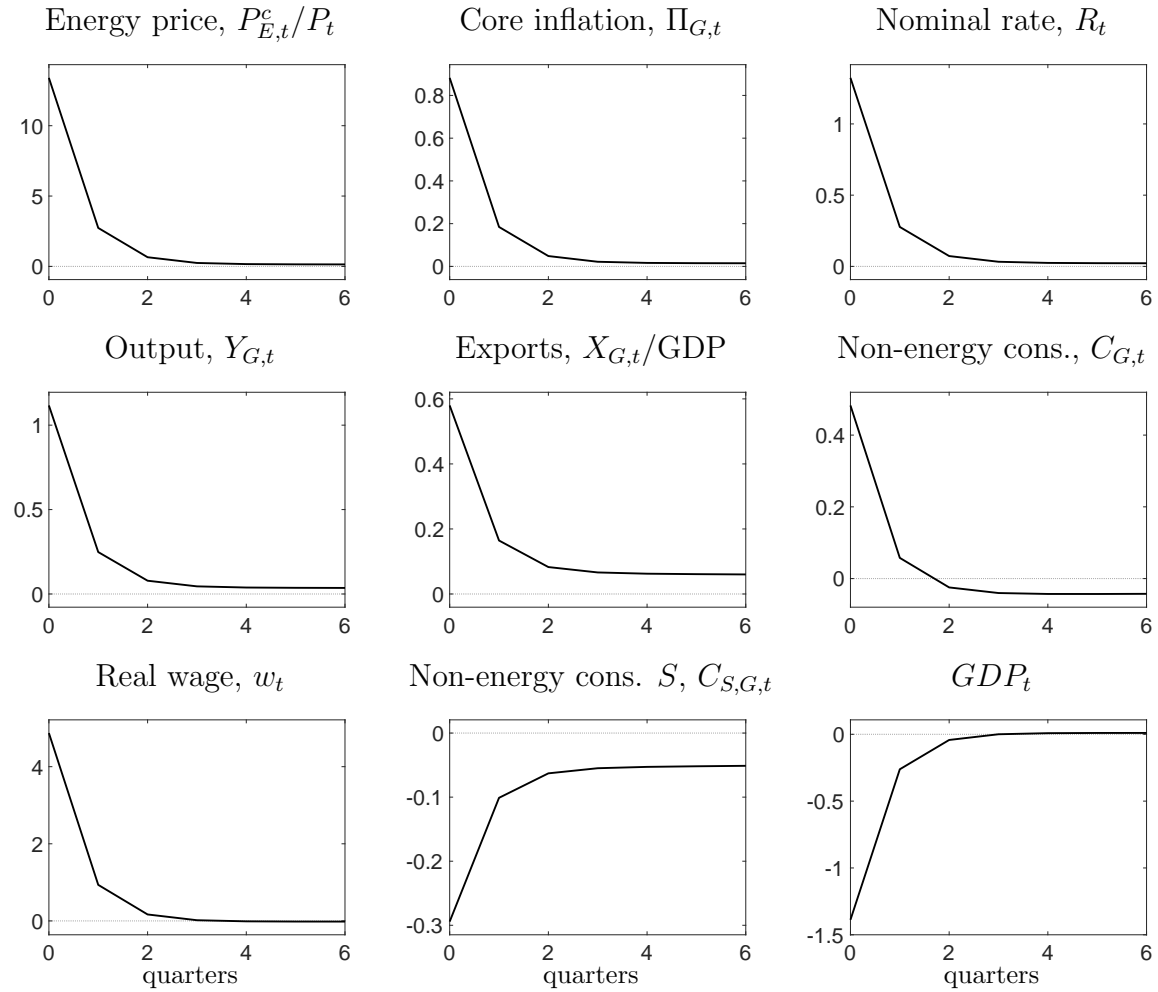 Energy price, $P^c_{E,t}/P_t$
Core inflation, $\Pi_{G,t}$
Nominal rate, $R_t$
10
5
0
0 2 4 6
0.8
0.6
0.4
0.2
0
0 2 4 6
1
0.5
0
0 2 4 6
Output, $Y_{G,t}$
Exports, $X_{G,t}$/GDP
Non-energy cons., $C_{G,t}$
1
0.5
0
0 2 4 6
0.6
0.4
0.2
0
0 2 4 6
0.4
0.2
0
0 2 4 6
Real wage, $w_t$
Non-energy cons. $S$, $C_{S,G,t}$
$GDP_t$
4
2
0
0 2 4 6
quarters
0
-0.1
-0.2
-0.3
0 2 4 6
quarters
0
-0.5
-1
-1.5
0 2 4 6
quarters